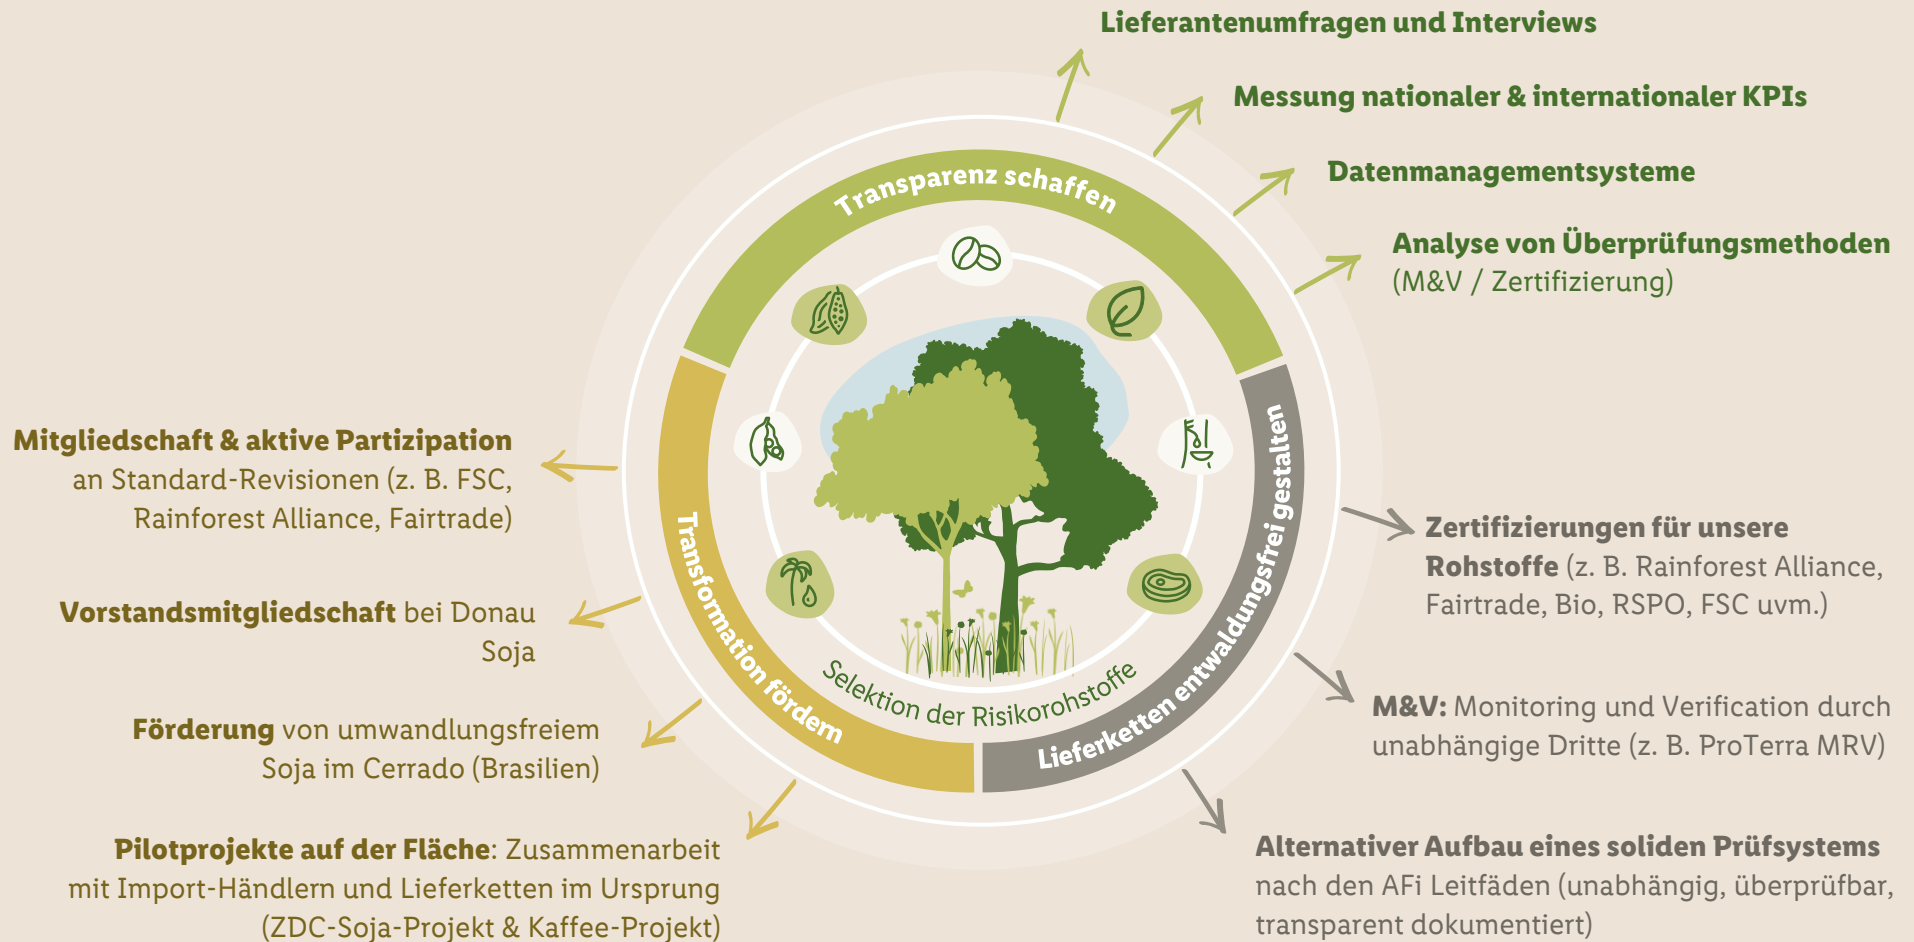 Lieferantenumfragen und Interviews
Messung nationaler & internationaler KPIs
Datenmanagementsysteme
Analyse von Überprüfungsmethoden
(M&V / Zertifizierung)
Transparenz schaffen
Transformation fördern
Lieferketten entwaldungsfrei gestalten
Selektion der Risikorohstoffe
Mitgliedschaft & aktive Partizipation
an Standard-Revisionen (z. B. FSC,
Rainforest Alliance, Fairtrade)
Vorstandsmitgliedschaft bei Donau
Soja
Förderung von umwandlungsfreiem
Soja im Cerrado (Brasilien)
Pilotprojekte auf der Fläche: Zusammenarbeit
mit Import-Händlern und Lieferketten im Ursprung
(ZDC-Soja-Projekt & Kaffee-Projekt)
Zertifizierungen für unsere
Rohstoffe (z. B. Rainforest Alliance,
Fairtrade, Bio, RSPO, FSC uvm.)
M&V: Monitoring und Verification durch
unabhängige Dritte (z. B. ProTerra MRV)
Alternativer Aufbau eines soliden Prüfsystems
nach den AFi Leitfäden (unabhängig, überprüfbar,
transparent dokumentiert)